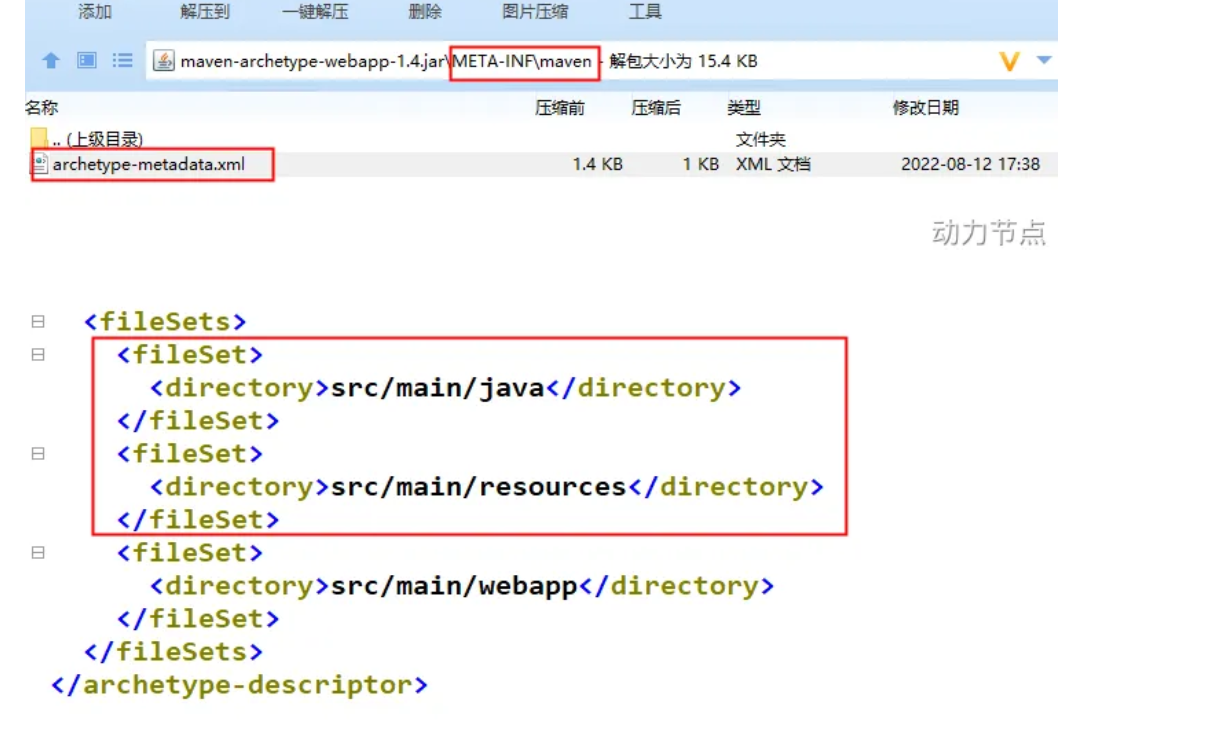 添加 解压到 一键解压 删除 图片压缩 工具
maven-archetype-webapp-1.4.jar\META-INF\maven - 解包大小为 15.4 KB
名称 压缩前 压缩后 类型 修改日期
.. (上级目录) 文件夹
archetype-metadata.xml 1.4 KB 1 KB XML 文档 2022-08-12 17:38
动力节点
<fileSets>
<fileSet>
<directory>src/main/java</directory>
</fileSet>
<fileSet>
<directory>src/main/resources</directory>
</fileSet>
<fileSet>
<directory>src/main/webapp</directory>
</fileSet>
</fileSets>
</archetype-descriptor>